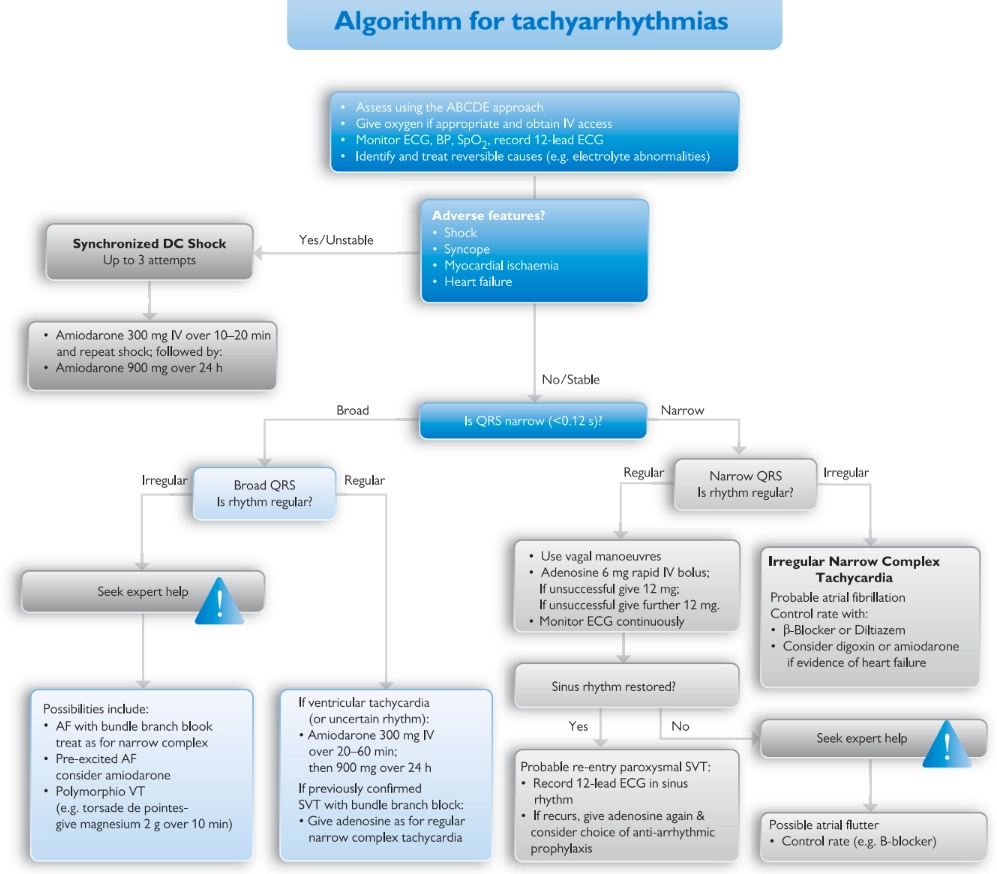 Algorithm for tachyarrhythmias
• Assess using the ABCDE approach
• Give oxygen if appropriate and obtain IV access
• Monitor ECG, BP, SpO2, record 12-lead ECG
• Identify and treat reversible causes (e.g. electrolyte abnormalities)
Adverse features?
• Shock
• Syncope
• Myocardial ischaemia
• Heart failure
Yes/Unstable
Synchronized DC Shock
Up to 3 attempts
• Amiodarone 300 mg IV over 10–20 min
and repeat shock; followed by:
• Amiodarone 900 mg over 24 h
No/Stable
Is QRS narrow (<0.12 s)?
Broad
Narrow
Broad QRS
Is rhythm regular?
Irregular
Regular
Narrow QRS
Is rhythm regular?
Regular
Irregular
Seek expert help
!
Possibilities include:
• AF with bundle branch blook
treat as for narrow complex
• Pre-excited AF
consider amiodarone
• Polymorphio VT
(e.g. torsade de pointes-
give magnesium 2 g over 10 min)
If ventricular tachycardia
(or uncertain rhythm):
• Amiodarone 300 mg IV
over 20–60 min;
then 900 mg over 24 h
If previously confirmed
SVT with bundle branch block:
• Give adenosine as for regular
narrow complex tachycardia
• Use vagal manoeuvres
• Adenosine 6 mg rapid IV bolus;
If unsuccessful give 12 mg;
If unsuccessful give further 12 mg.
• Monitor ECG continuously
Sinus rhythm restored?
Yes
No
Probable re-entry paroxysmal SVT:
• Record 12-lead ECG in sinus
rhythm
• If recurs, give adenosine again &
consider choice of anti-arrhythmic
prophylaxis
Irregular Narrow Complex
Tachycardia
Probable atrial fibrillation
Control rate with:
• β-Blocker or Diltiazem
• Consider digoxin or amiodarone
if evidence of heart failure
Seek expert help
!
Possible atrial flutter
• Control rate (e.g. B-blocker)